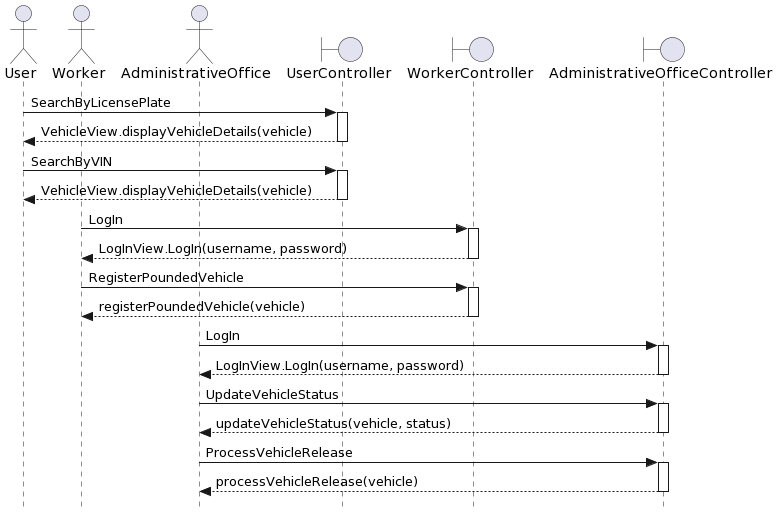 User Worker AdministrativeOffice UserController WorkerController AdministrativeOfficeController
SearchByLicensePlate
VehicleView.displayVehicleDetails(vehicle)
SearchByVIN
VehicleView.displayVehicleDetails(vehicle)
LogIn
LogInView.LogIn(username, password)
RegisterPoundedVehicle
registerPoundedVehicle(vehicle)
LogIn
LogInView.LogIn(username, password)
UpdateVehicleStatus
updateVehicleStatus(vehicle, status)
ProcessVehicleRelease
processVehicleRelease(vehicle)